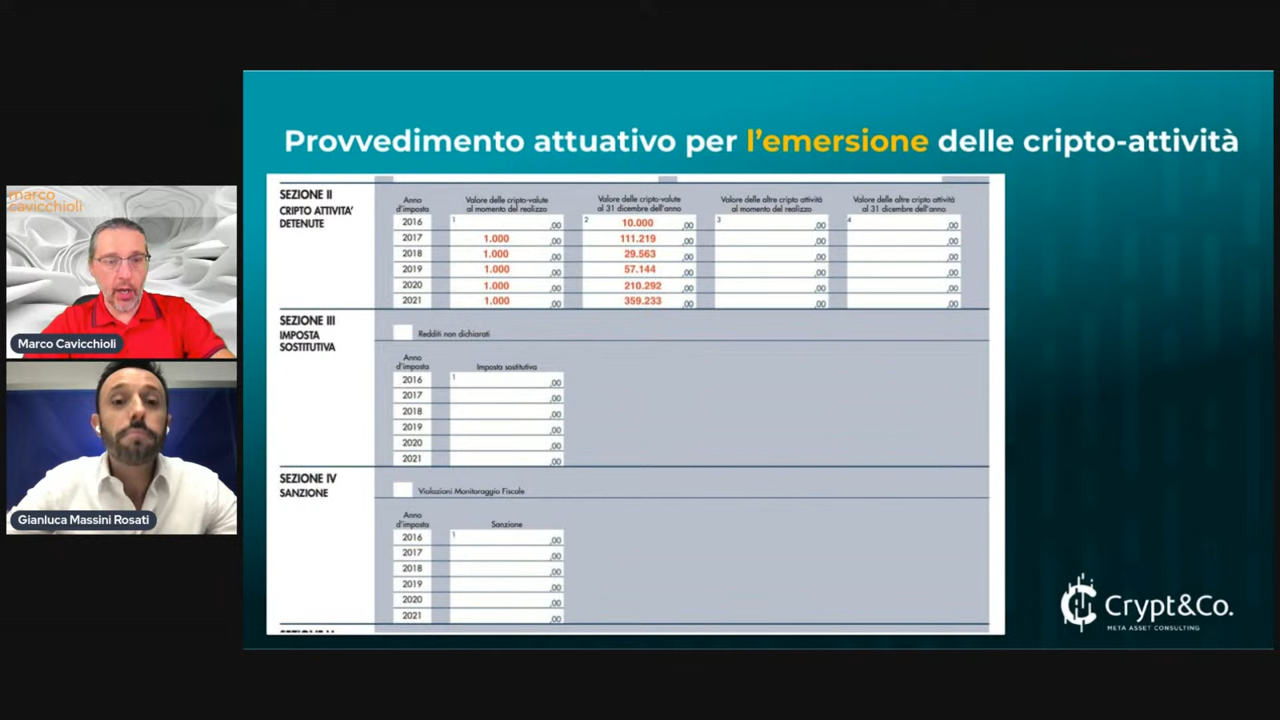 Provvedimento attuativo per l’emersione delle cripto-attività
marco
cavicchioli
Marco Cavicchioli
Gianluca Massini Rosati
SEZIONE II
CRIPTO ATTIVITA'
DETENUTE
Anno d'imposta
Valore delle cripto-valute al momento del realizzo
Valore delle cripto-valute al 31 dicembre dell'anno
Valore delle altre cripto attività al momento del realizzo
Valore delle altre cripto attività al 31 dicembre dell'anno
2016 1 ,00 2 10.000 ,00 3 ,00 4 ,00
2017 1.000 ,00 111.219 ,00 ,00 ,00
2018 1.000 ,00 29.563 ,00 ,00 ,00
2019 1.000 ,00 57.144 ,00 ,00 ,00
2020 1.000 ,00 210.292 ,00 ,00 ,00
2021 1.000 ,00 359.233 ,00 ,00 ,00
SEZIONE III
IMPOSTA
SOSTITUTIVA
Redditi non dichiarati
Anno d'imposta
Imposta sostitutiva
2016 1 ,00
2017 ,00
2018 ,00
2019 ,00
2020 ,00
2021 ,00
SEZIONE IV
SANZIONE
Violazioni Monitoraggio Fiscale
Anno d'imposta
Sanzione
2016 1 ,00
2017 ,00
2018 ,00
2019 ,00
2020 ,00
2021 ,00
Crypt&Co.
META ASSET CONSULTING